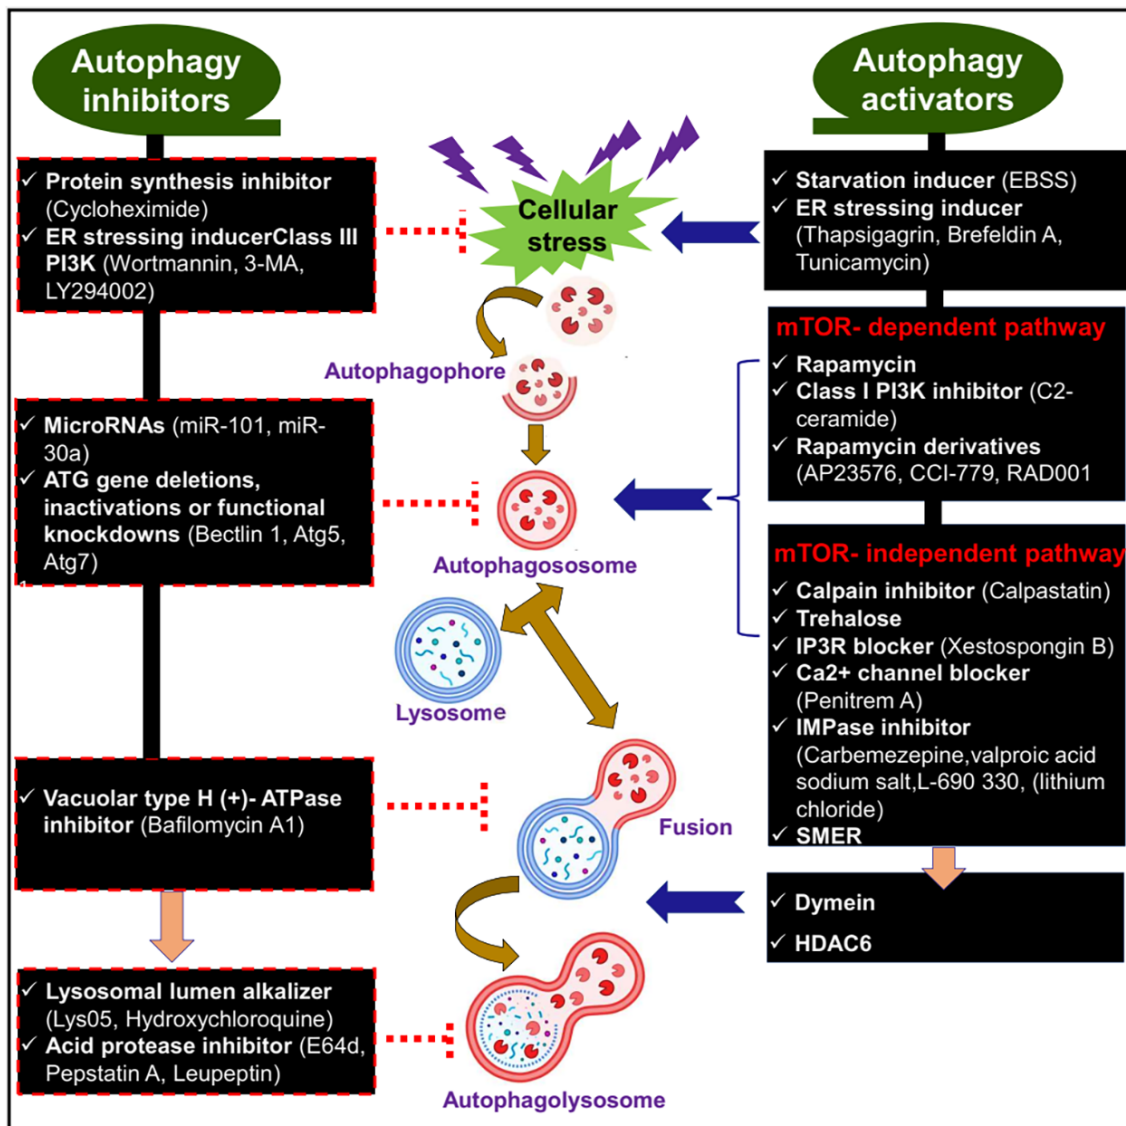 Autophagy
inhibitors
✓ Protein synthesis inhibitor
(Cycloheximide)
✓ ER stressing inducerClass III
PI3K (Wortmannin, 3-MA,
LY294002)
✓ MicroRNAs (miR-101, miR-
30a)
✓ ATG gene deletions,
inactivations or functional
knockdowns (Bectlin 1, Atg5,
Atg7)
✓ Vacuolar type H (+)- ATPase
inhibitor (Bafilomycin A1)
✓ Lysosomal lumen alkalizer
(Lys05, Hydroxychloroquine)
✓ Acid protease inhibitor (E64d,
Pepstatin A, Leupeptin)
Cellular
stress
Autophagophore
Autophagososome
Lysosome
Fusion
Autophagolysosome
Autophagy
activators
✓ Starvation inducer (EBSS)
✓ ER stressing inducer
(Thapsigagrin, Brefeldin A,
Tunicamycin)
mTOR- dependent pathway
✓ Rapamycin
✓ Class I PI3K inhibitor (C2-
ceramide)
✓ Rapamycin derivatives
(AP23576, CCI-779, RAD001
mTOR- independent pathway
✓ Calpain inhibitor (Calpastatin)
✓ Trehalose
✓ IP3R blocker (Xestospongin B)
✓ Ca2+ channel blocker
(Penitrem A)
✓ IMPase inhibitor
(Carbemezepine,valproic acid
sodium salt,L-690 330, (lithium
chloride)
✓ SMER
✓ Dymein
✓ HDAC6